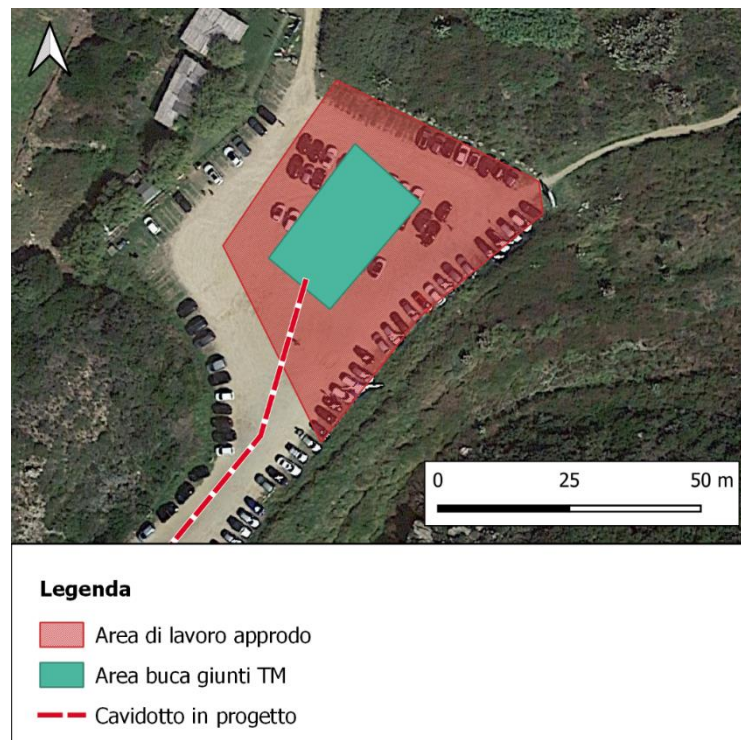 0 25 50 m
Legenda
Area di lavoro approdo
Area buca giunti TM
Cavidotto in progetto